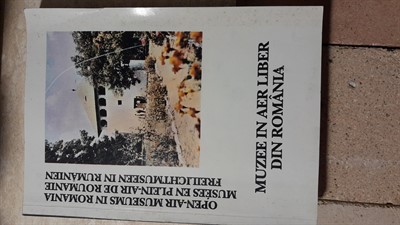 MUZEE IN AER LIBER
DIN ROMÂNIA
OPEN-AIR MUSEUMS IN ROMANIA
MUSÉES EN PLEIN-AIR DE ROUMANIE
FREILICHTMUSEEN IN RUMÄNIEN